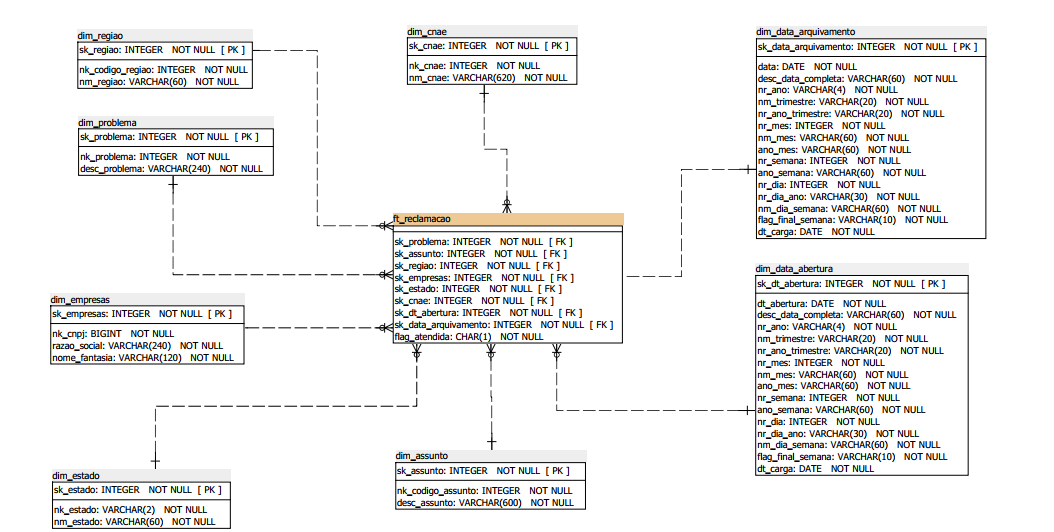 dim_regiao
sk_regiao: INTEGER NOT NULL [ PK ]
nk_codigo_regiao: INTEGER NOT NULL
nm_regiao: VARCHAR(60) NOT NULL
dim_cnae
sk_cnae: INTEGER NOT NULL [ PK ]
nk_cnae: INTEGER NOT NULL
nm_cnae: VARCHAR(620) NOT NULL
dim_data_arquivamento
sk_data_arquivamento: INTEGER NOT NULL [ PK ]
data: DATE NOT NULL
desc_data_completa: VARCHAR(60) NOT NULL
nr_ano: VARCHAR(4) NOT NULL
nm_trimestre: VARCHAR(20) NOT NULL
nr_ano_trimestre: VARCHAR(20) NOT NULL
nr_mes: INTEGER NOT NULL
nm_mes: VARCHAR(60) NOT NULL
ano_mes: VARCHAR(60) NOT NULL
nr_semana: INTEGER NOT NULL
ano_semana: VARCHAR(60) NOT NULL
nr_dia: INTEGER NOT NULL
nr_dia_ano: VARCHAR(30) NOT NULL
nm_dia_semana: VARCHAR(60) NOT NULL
flag_final_semana: VARCHAR(10) NOT NULL
dt_carga: DATE NOT NULL
dim_problema
sk_problema: INTEGER NOT NULL [ PK ]
nk_problema: INTEGER NOT NULL
desc_problema: VARCHAR(240) NOT NULL
ft_reclamacao
sk_problema: INTEGER NOT NULL [ FK ]
sk_assunto: INTEGER NOT NULL [ FK ]
sk_regiao: INTEGER NOT NULL [ FK ]
sk_empresas: INTEGER NOT NULL [ FK ]
sk_estado: INTEGER NOT NULL [ FK ]
sk_cnae: INTEGER NOT NULL [ FK ]
sk_dt_abertura: INTEGER NOT NULL [ FK ]
sk_data_arquivamento: INTEGER NOT NULL [ FK ]
flag_atendida: CHAR(1) NOT NULL
dim_data_abertura
sk_dt_abertura: INTEGER NOT NULL [ PK ]
dt_abertura: DATE NOT NULL
desc_data_completa: VARCHAR(60) NOT NULL
nr_ano: VARCHAR(4) NOT NULL
nm_trimestre: VARCHAR(20) NOT NULL
nr_ano_trimestre: VARCHAR(20) NOT NULL
nr_mes: INTEGER NOT NULL
nm_mes: VARCHAR(60) NOT NULL
ano_mes: VARCHAR(60) NOT NULL
nr_semana: INTEGER NOT NULL
ano_semana: VARCHAR(60) NOT NULL
nr_dia: INTEGER NOT NULL
nr_dia_ano: VARCHAR(30) NOT NULL
nm_dia_semana: VARCHAR(60) NOT NULL
flag_final_semana: VARCHAR(10) NOT NULL
dt_carga: DATE NOT NULL
dim_empresas
sk_empresas: INTEGER NOT NULL [ PK ]
nk_cnpj: BIGINT NOT NULL
razao_social: VARCHAR(240) NOT NULL
nome_fantasia: VARCHAR(120) NOT NULL
dim_estado
sk_estado: INTEGER NOT NULL [ PK ]
nk_estado: VARCHAR(2) NOT NULL
nm_estado: VARCHAR(60) NOT NULL
dim_assunto
sk_assunto: INTEGER NOT NULL [ PK ]
nk_codigo_assunto: INTEGER NOT NULL
desc_assunto: VARCHAR(600) NOT NULL